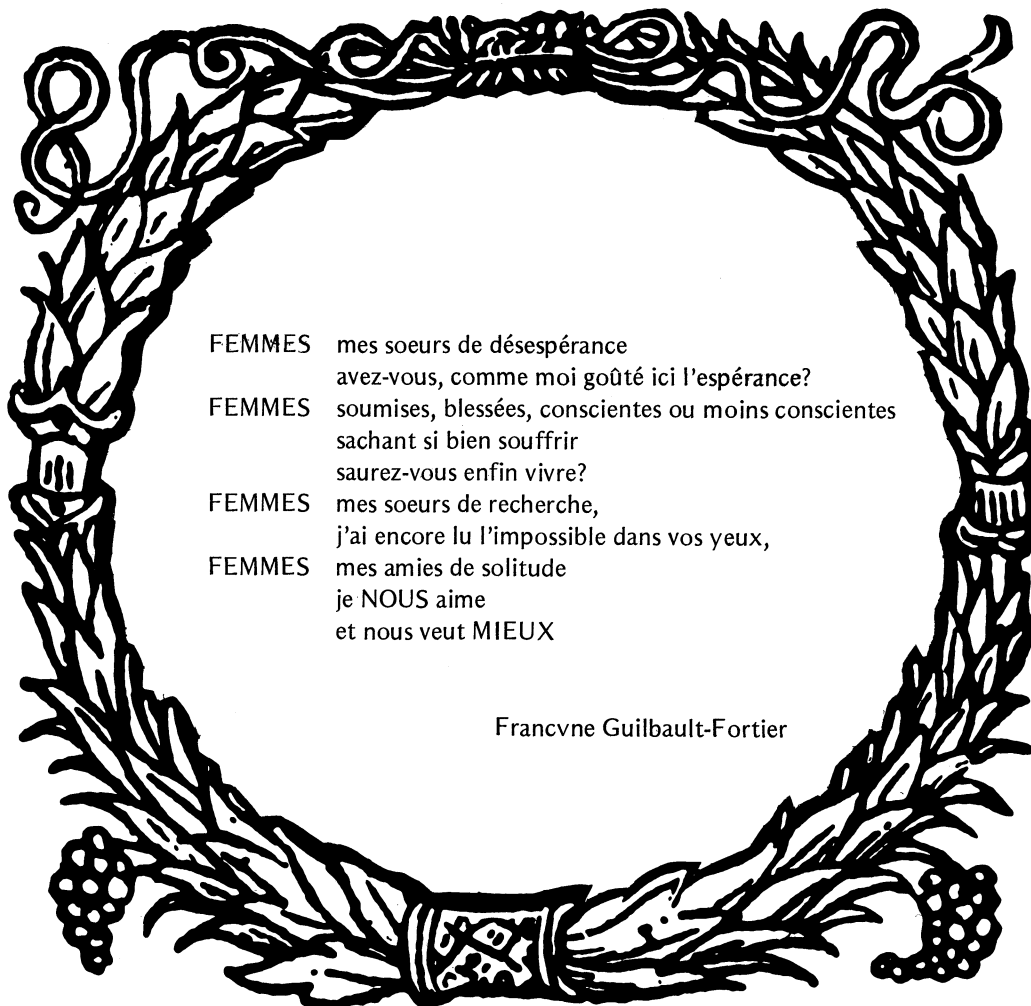 FEMMES mes soeurs de désespérance
avez-vous, comme moi goûté ici l'espérance?
FEMMES soumises, blessées, conscientes ou moins conscientes
sachant si bien souffrir
saurez-vous enfin vivre?
FEMMES mes soeurs de recherche,
j'ai encore lu l'impossible dans vos yeux,
FEMMES mes amies de solitude
je NOUS aime
et nous veut MIEUX
Francvne Guilbault-Fortier